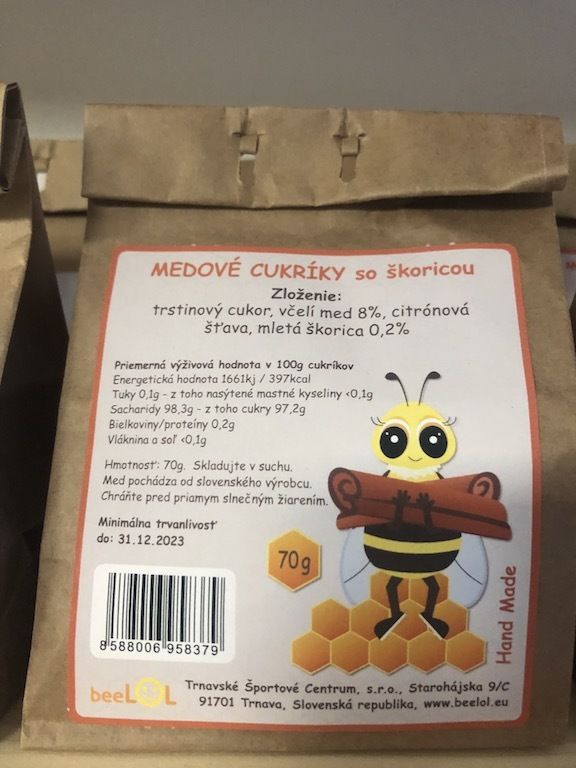 MEDOVÉ CUKRÍKY so škoricou
Zloženie:
trstinový cukor, včelí med 8%, citrónová
šťava, mletá škorica 0,2%
Priemerná výživová hodnota v 100g cukríkov
Energetická hodnota 1661kj / 397kcal
Tuky 0,1g - z toho nasýtené mastné kyseliny <0,1g
Sacharidy 98,3g - z toho cukry 97,2g
Bielkoviny/proteíny 0,2g
Vláknina a soľ <0,1g
Hmotnosť: 70g. Skladujte v suchu.
Med pochádza od slovenského výrobcu.
Chráňte pred priamym slnečným žiarením.
Minimálna trvanlivosť
do: 31.12.2023
70g
Hand Made
8588006958379
beeLOL
Trnavské Športové Centrum, s.r.o., Starohájska 9/C
91701 Trnava, Slovenská republika, www.beelol.eu